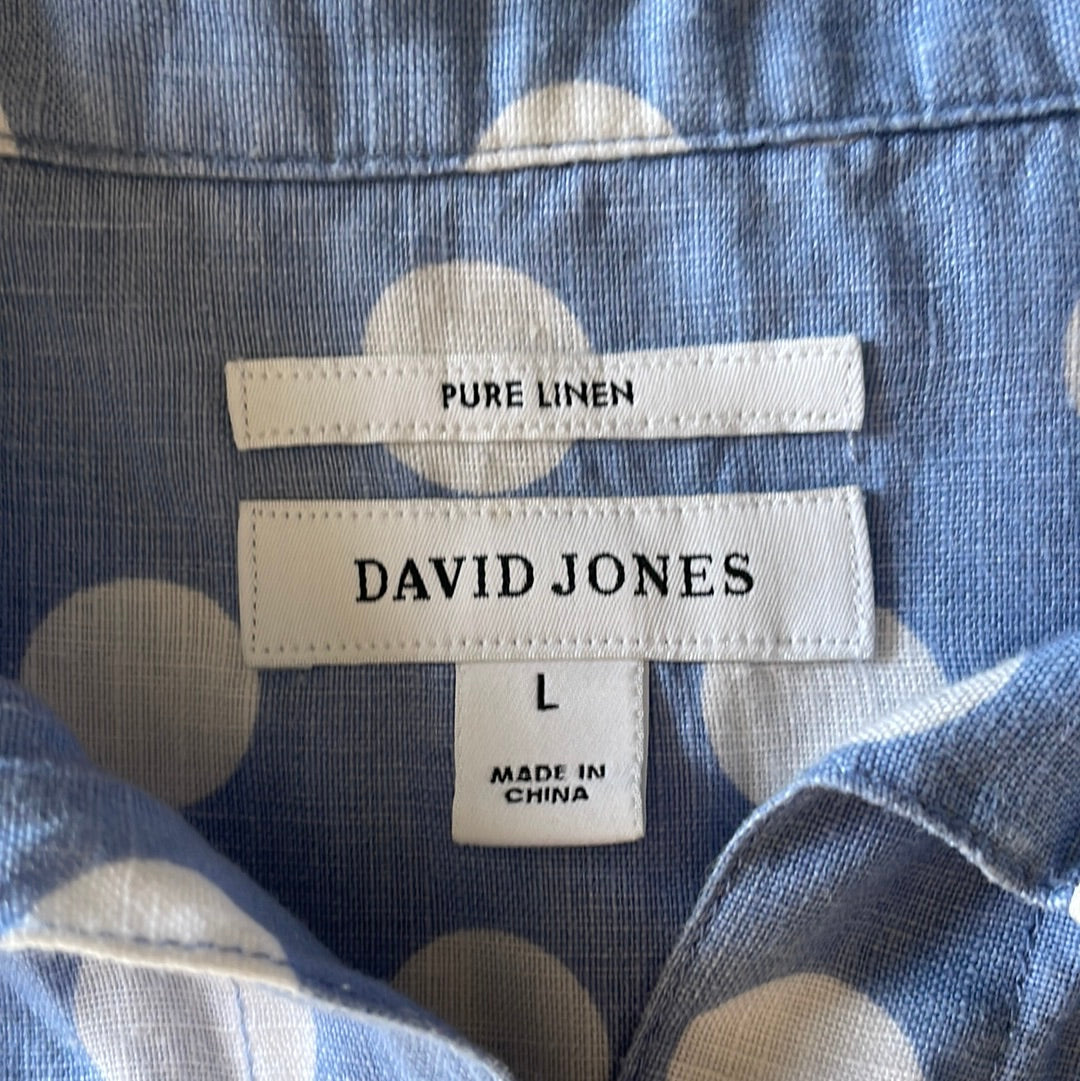 PURE LINEN
DAVID JONES
L
MADE IN
CHINA